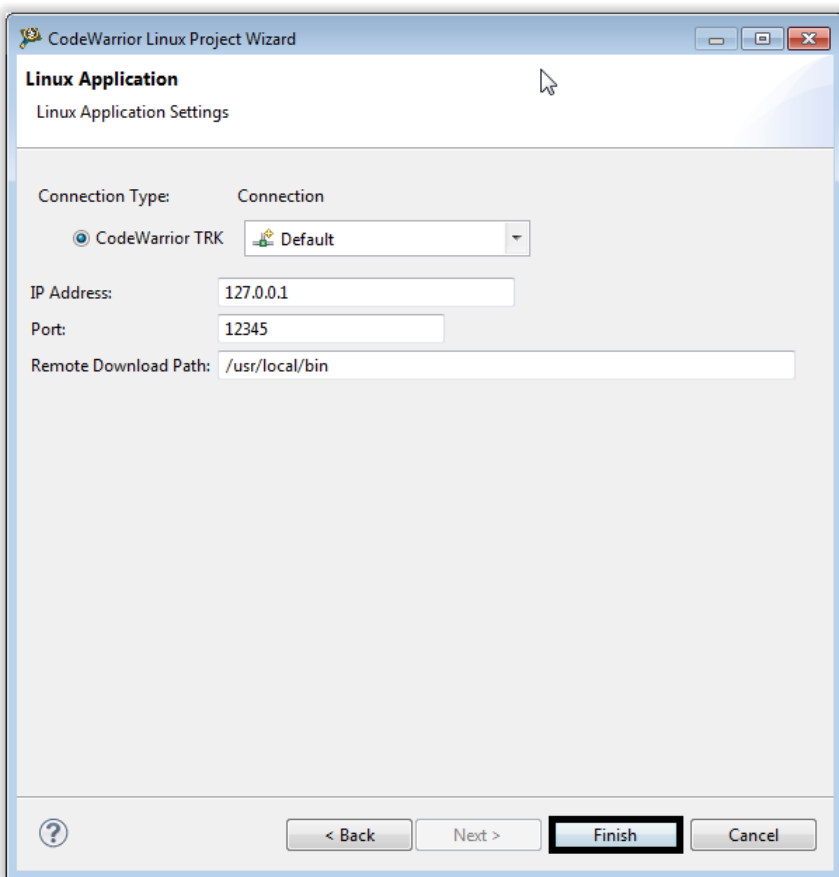 CodeWarrior Linux Project Wizard
Linux Application
Linux Application Settings
Connection Type: Connection
CodeWarrior TRK Default
IP Address: 127.0.0.1
Port: 12345
Remote Download Path: /usr/local/bin
? < Back Next > Finish Cancel